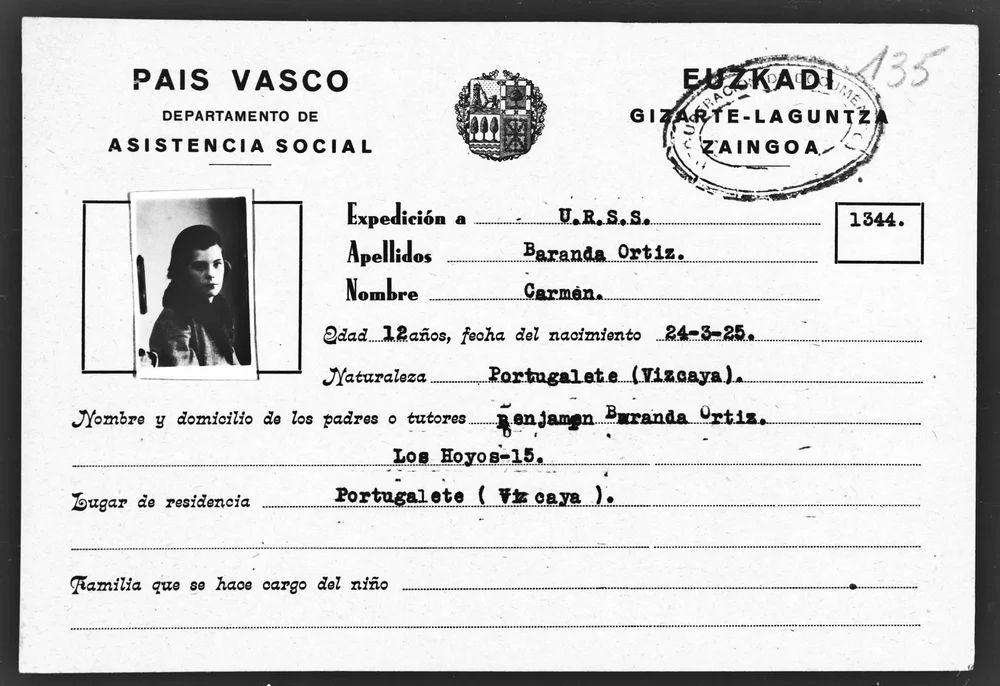 PAIS VASCO
DEPARTAMENTO DE
ASISTENCIA SOCIAL
EUZKADI
GIZARTE-LAGUNTZA
ZAINGOA
135
Expedición a U.R.S.S.
1344.
Apellidos Baranda Ortiz.
Nombre Carmen.
Edad 12 años, fecha del nacimiento 24-3-25.
Naturaleza Portugalete (Vizcaya).
Nombre y domicilio de los padres o tutores Benjamen Baranda Ortiz.
Los Hoyos-15.
Lugar de residencia Portugalete ( Vizcaya ).
Familia que se hace cargo del niño